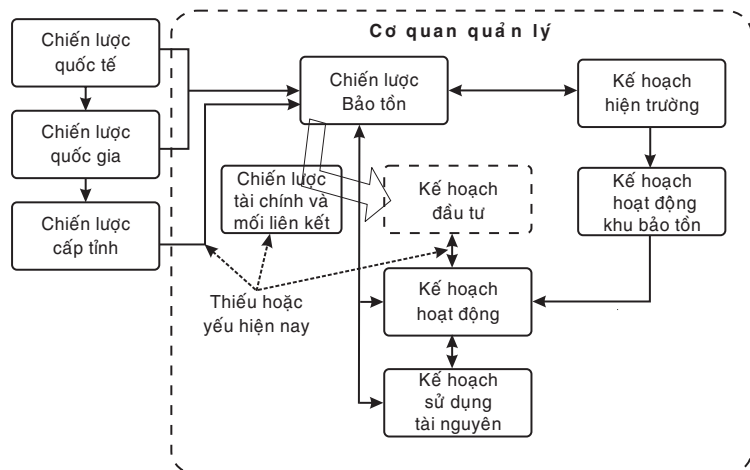 Cơ quan quản lý
Chiến lược
quốc tế
Chiến lược
Bảo tồn
Kế hoạch
hiện trường
Chiến lược
quốc gia
Chiến lược
tài chính và
mối liên kết
Kế hoạch
đầu tư
Kế hoạch
hoạt động
khu bảo tồn
Chiến lược
cấp tỉnh
Thiếu hoặc
yếu hiện nay
Kế hoạch
hoạt động
Kế hoạch
sử dụng
tài nguyên